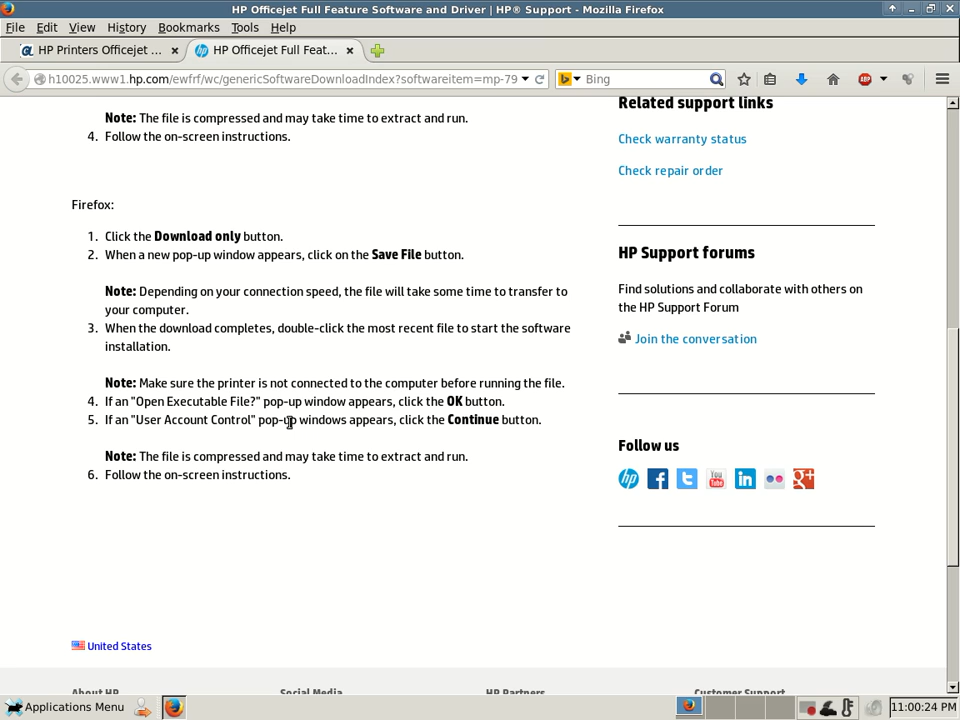 HP Officejet Full Feature Software and Driver | HP® Support - Mozilla Firefox
File Edit View History Bookmarks Tools Help
HP Printers Officejet ...
HP Officejet Full Feat...
h10025.www1.hp.com/ewfrf/wc/genericSoftwareDownloadIndex?softwareitem=mp-79
Bing
ABP
Note: The file is compressed and may take time to extract and run.
4. Follow the on-screen instructions.
Firefox:
1. Click the Download only button.
2. When a new pop-up window appears, click on the Save File button.
Note: Depending on your connection speed, the file will take some time to transfer to
your computer.
3. When the download completes, double-click the most recent file to start the software
installation.
Note: Make sure the printer is not connected to the computer before running the file.
4. If an "Open Executable File?" pop-up window appears, click the OK button.
5. If an "User Account Control" pop-up windows appears, click the Continue button.
Note: The file is compressed and may take time to extract and run.
6. Follow the on-screen instructions.
Related support links
Check warranty status
Check repair order
HP Support forums
Find solutions and collaborate with others on
the HP Support Forum
Join the conversation
Follow us
United States
About HP
Social Media
HP Partners
Customer Support
Applications Menu
11:00:24 PM